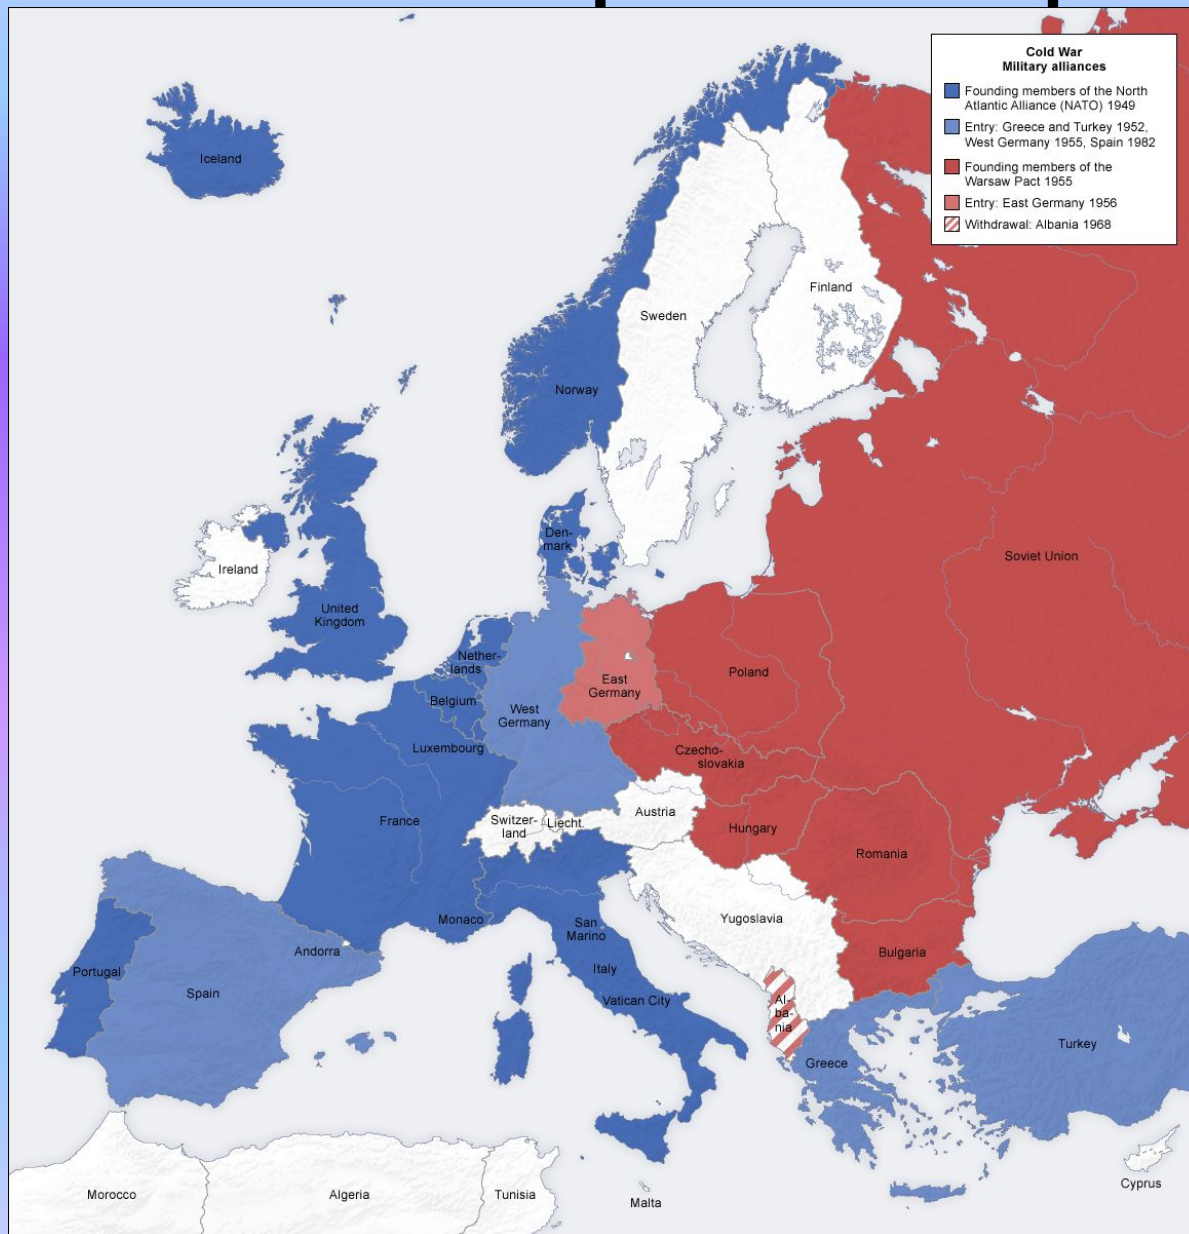 Cold War
Military alliances
Founding members of the North
Atlantic Alliance (NATO) 1949
Entry: Greece and Turkey 1952,
West Germany 1955, Spain 1982
Founding members of the
Warsaw Pact 1955
Entry: East Germany 1956
Withdrawal: Albania 1968
Iceland
Finland
Sweden
Norway
Den-
mark
Soviet Union
Ireland
United
Kingdom
Nether-
lands
Belgium
Luxembourg
West
Germany
East
Germany
Poland
Czecho-
slovakia
France
Switzer-
land
Liecht.
Austria
Hungary
Romania
Monaco
San
Marino
Yugoslavia
Andorra
Bulgaria
Portugal
Spain
Italy
Vatican City
Al-
ba-
nia
Greece
Turkey
Morocco
Algeria
Tunisia
Malta
Cyprus